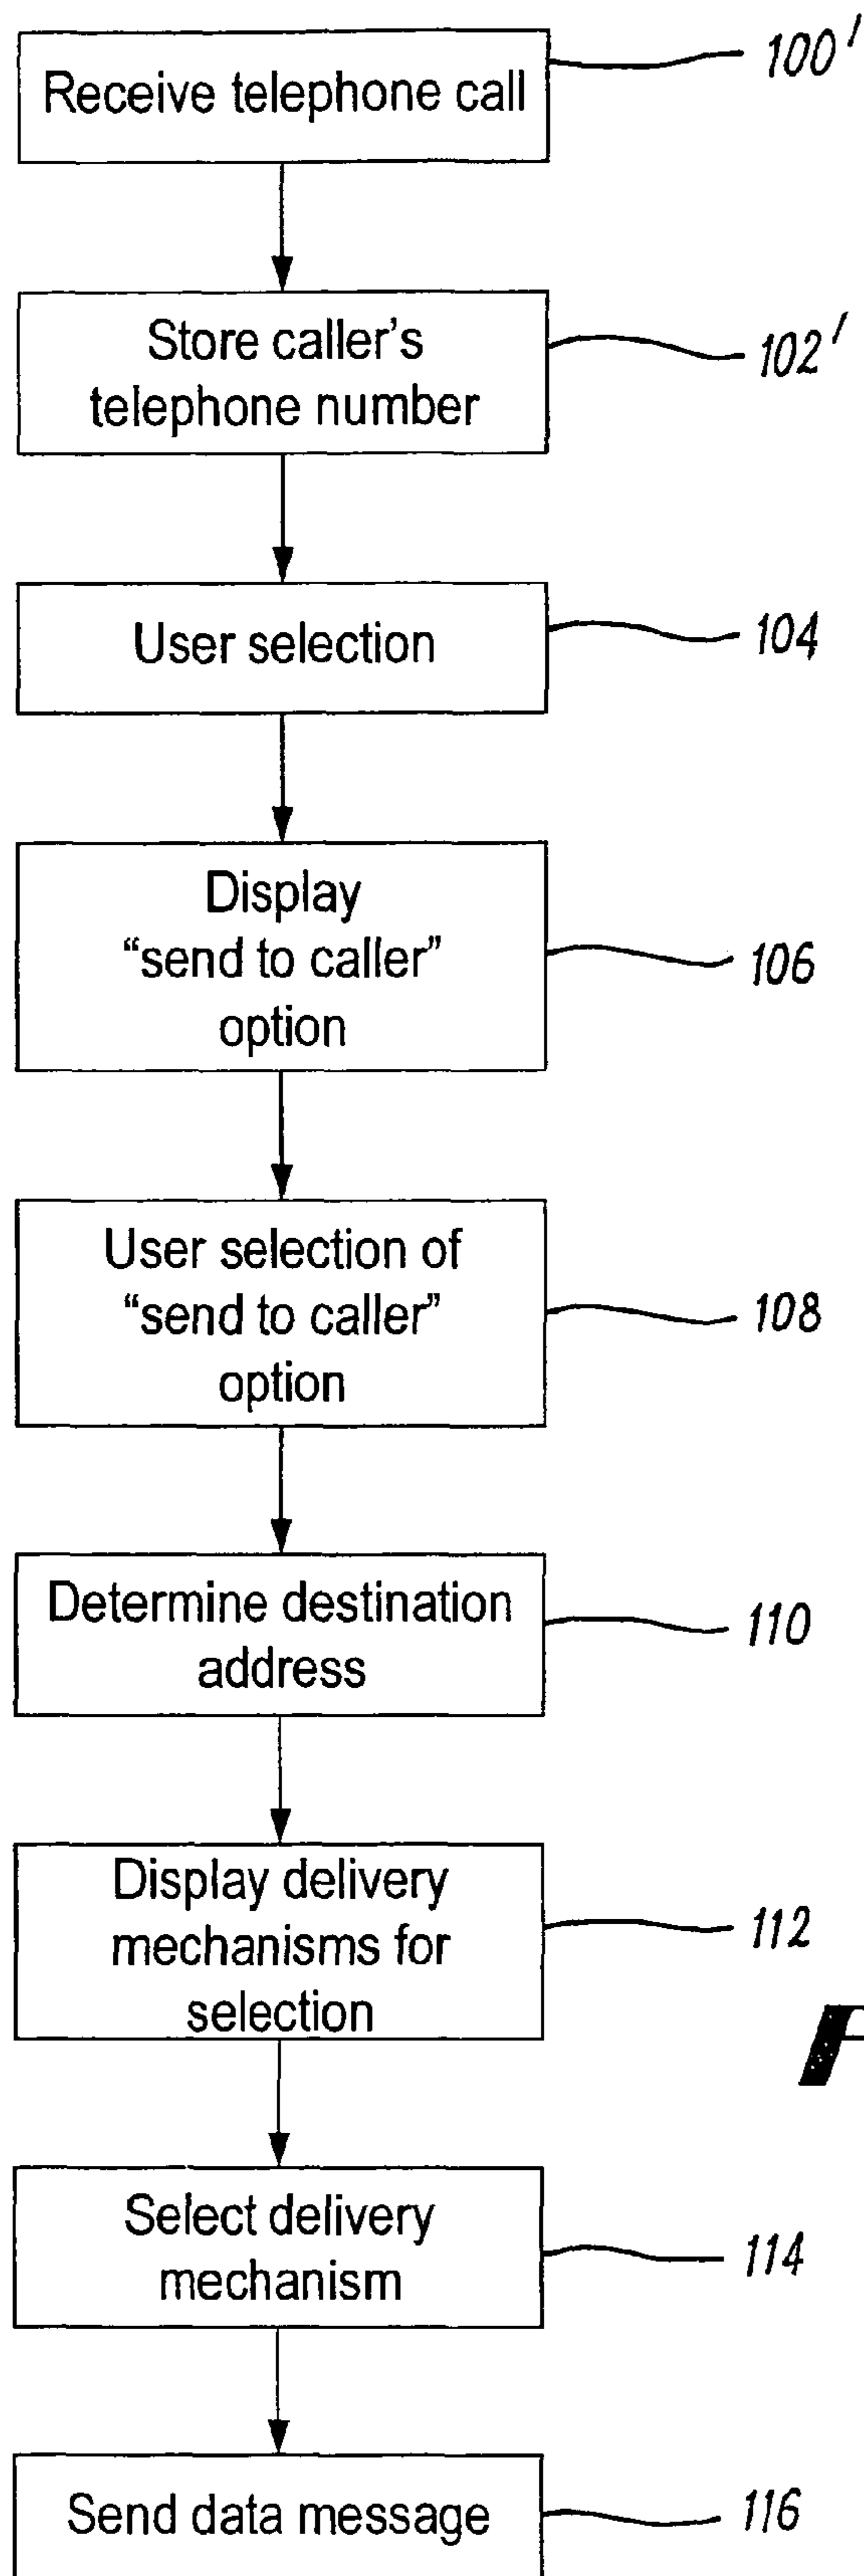 Receive telephone call
100'
Store caller's
telephone number
102'
User selection
104
Display
“send to caller”
option
106
User selection of
“send to caller”
option
108
Determine destination
address
110
Display delivery
mechanisms for
selection
112
Select delivery
mechanism
114
Send data message
116